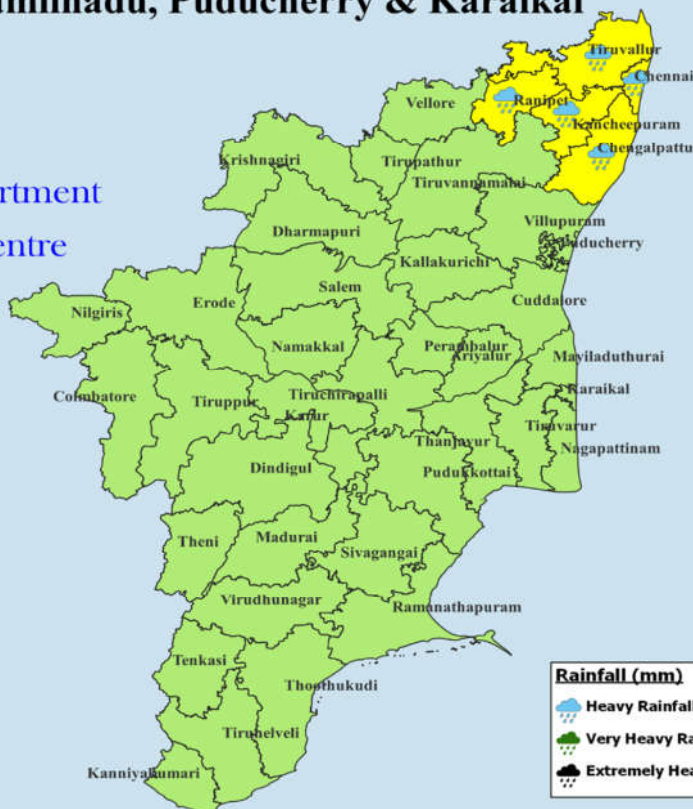 Puducherry & Karaikal
Tiruvallur
Chennai
Vellore
Ranipet
Kancheepuram
Chengalpattu
Krishnagiri
Tirupathur
Tiruvannamalai
Villupuram
Dharmapuri
Puducherry
Kallakurichi
Salem
Cuddalore
Erode
Nilgiris
Namakkal
Perambalur
Ariyalur
Mayiladuthurai
Coimbatore
Tiruppur
Tiruchirapalli
Karaikal
Karur
Tiruvarur
Thanjavur
Nagapattinam
Dindigul
Pudukkottai
Theni
Madurai
Sivagangai
Virudhunagar
Ramanathapuram
Tenkasi
Thoothukudi
Tirunelveli
Kanniyakumari
Rainfall (mm)
Heavy Rainfall
Very Heavy